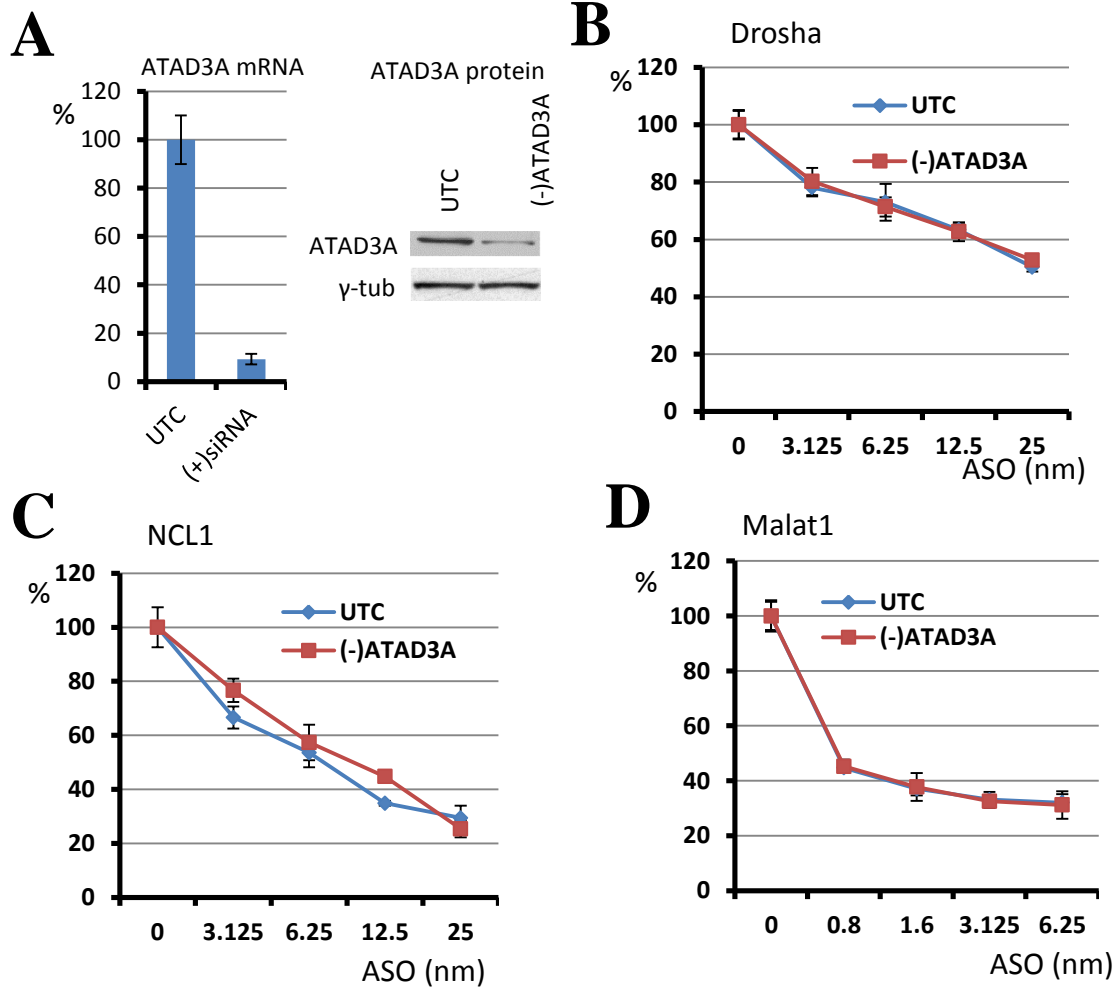 A
ATAD3A mRNA
%
120
100
80
60
40
20
0
UTC
(+)siRNA
ATAD3A protein
UTC
(-)ATAD3A
ATAD3A
γ-tub
B
Drosha
%
120
100
80
60
40
20
0
UTC
(-)ATAD3A
0 3.125 6.25 12.5 25
ASO (nm)
C
NCL1
%
120
100
80
60
40
20
0
UTC
(-)ATAD3A
0 3.125 6.25 12.5 25
ASO (nm)
D
Malat1
%
120
100
80
60
40
20
0
UTC
(-)ATAD3A
0 0.8 1.6 3.125 6.25
ASO (nm)